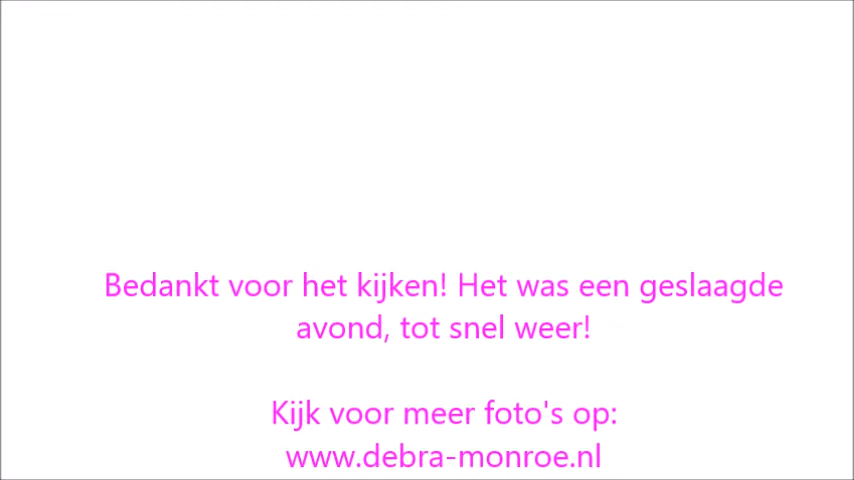 Bedankt voor het kijken! Het was een geslaagde
avond, tot snel weer!
Kijk voor meer foto's op:
www.debra-monroe.nl